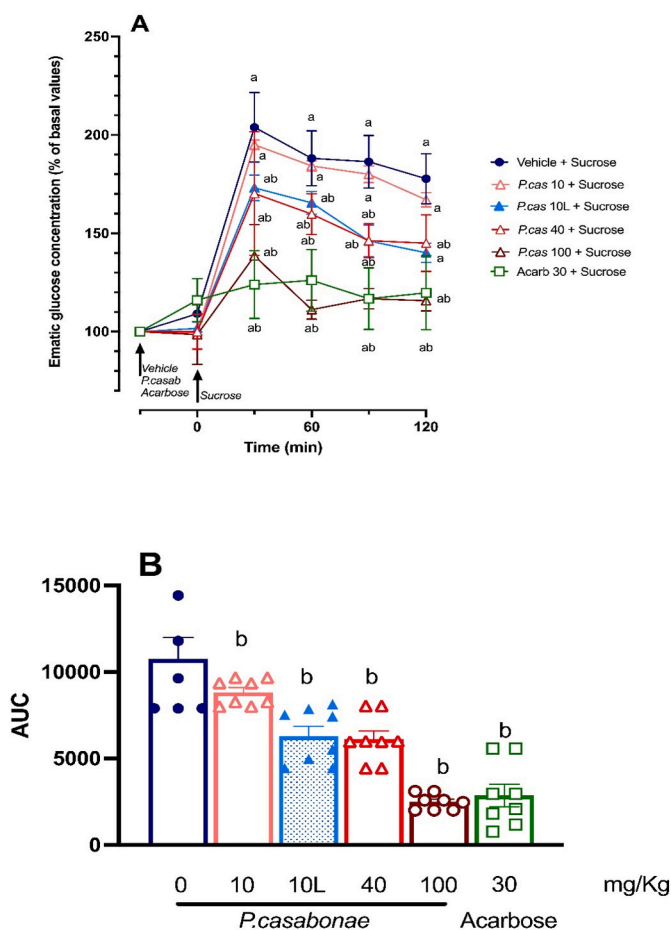 A
Ematic glucose concentration (% of basal values)
250
200
150
100
a
a
a
a
a
a
a
a
ab
ab
ab
ab
ab
ab
ab
ab
ab
a
ab
ab
ab
ab
ab
Vehicle
P.casab
Acarbose
Sucrose
0
60
120
Time (min)
Vehicle + Sucrose
P.cas 10 + Sucrose
P.cas 10L + Sucrose
P.cas 40 + Sucrose
P.cas 100 + Sucrose
Acarb 30 + Sucrose
B
AUC
15000
10000
5000
0
b
b
b
b
b
0 10 10L 40 100 30 mg/Kg
P.casabonae Acarbose